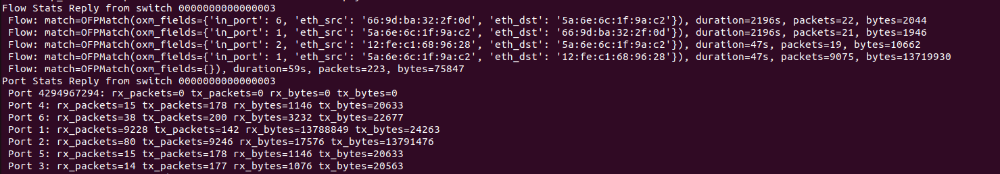 Flow Stats Reply from switch 0000000000000003
Flow: match=OFPMatch(oxm_fields={'in_port': 6, 'eth_src': '66:9d:ba:32:2f:0d', 'eth_dst': '5a:6e:6c:1f:9a:c2'}), duration=2196s, packets=22, bytes=2044
Flow: match=OFPMatch(oxm_fields={'in_port': 1, 'eth_src': '5a:6e:6c:1f:9a:c2', 'eth_dst': '66:9d:ba:32:2f:0d'}), duration=2196s, packets=21, bytes=1946
Flow: match=OFPMatch(oxm_fields={'in_port': 2, 'eth_src': '12:fe:c1:68:96:28', 'eth_dst': '5a:6e:6c:1f:9a:c2'}), duration=47s, packets=19, bytes=10662
Flow: match=OFPMatch(oxm_fields={'in_port': 1, 'eth_src': '5a:6e:6c:1f:9a:c2', 'eth_dst': '12:fe:c1:68:96:28'}), duration=47s, packets=9075, bytes=13719930
Flow: match=OFPMatch(oxm_fields={}), duration=59s, packets=223, bytes=75847
Port Stats Reply from switch 0000000000000003
Port 4294967294: rx_packets=0 tx_packets=0 rx_bytes=0 tx_bytes=0
Port 4: rx_packets=15 tx_packets=178 rx_bytes=1146 tx_bytes=20633
Port 6: rx_packets=38 tx_packets=200 rx_bytes=3232 tx_bytes=22677
Port 1: rx_packets=9228 tx_packets=142 rx_bytes=13788849 tx_bytes=24263
Port 2: rx_packets=80 tx_packets=9246 rx_bytes=17576 tx_bytes=13791476
Port 5: rx_packets=15 tx_packets=178 rx_bytes=1146 tx_bytes=20633
Port 3: rx_packets=14 tx_packets=177 rx_bytes=1076 tx_bytes=20563